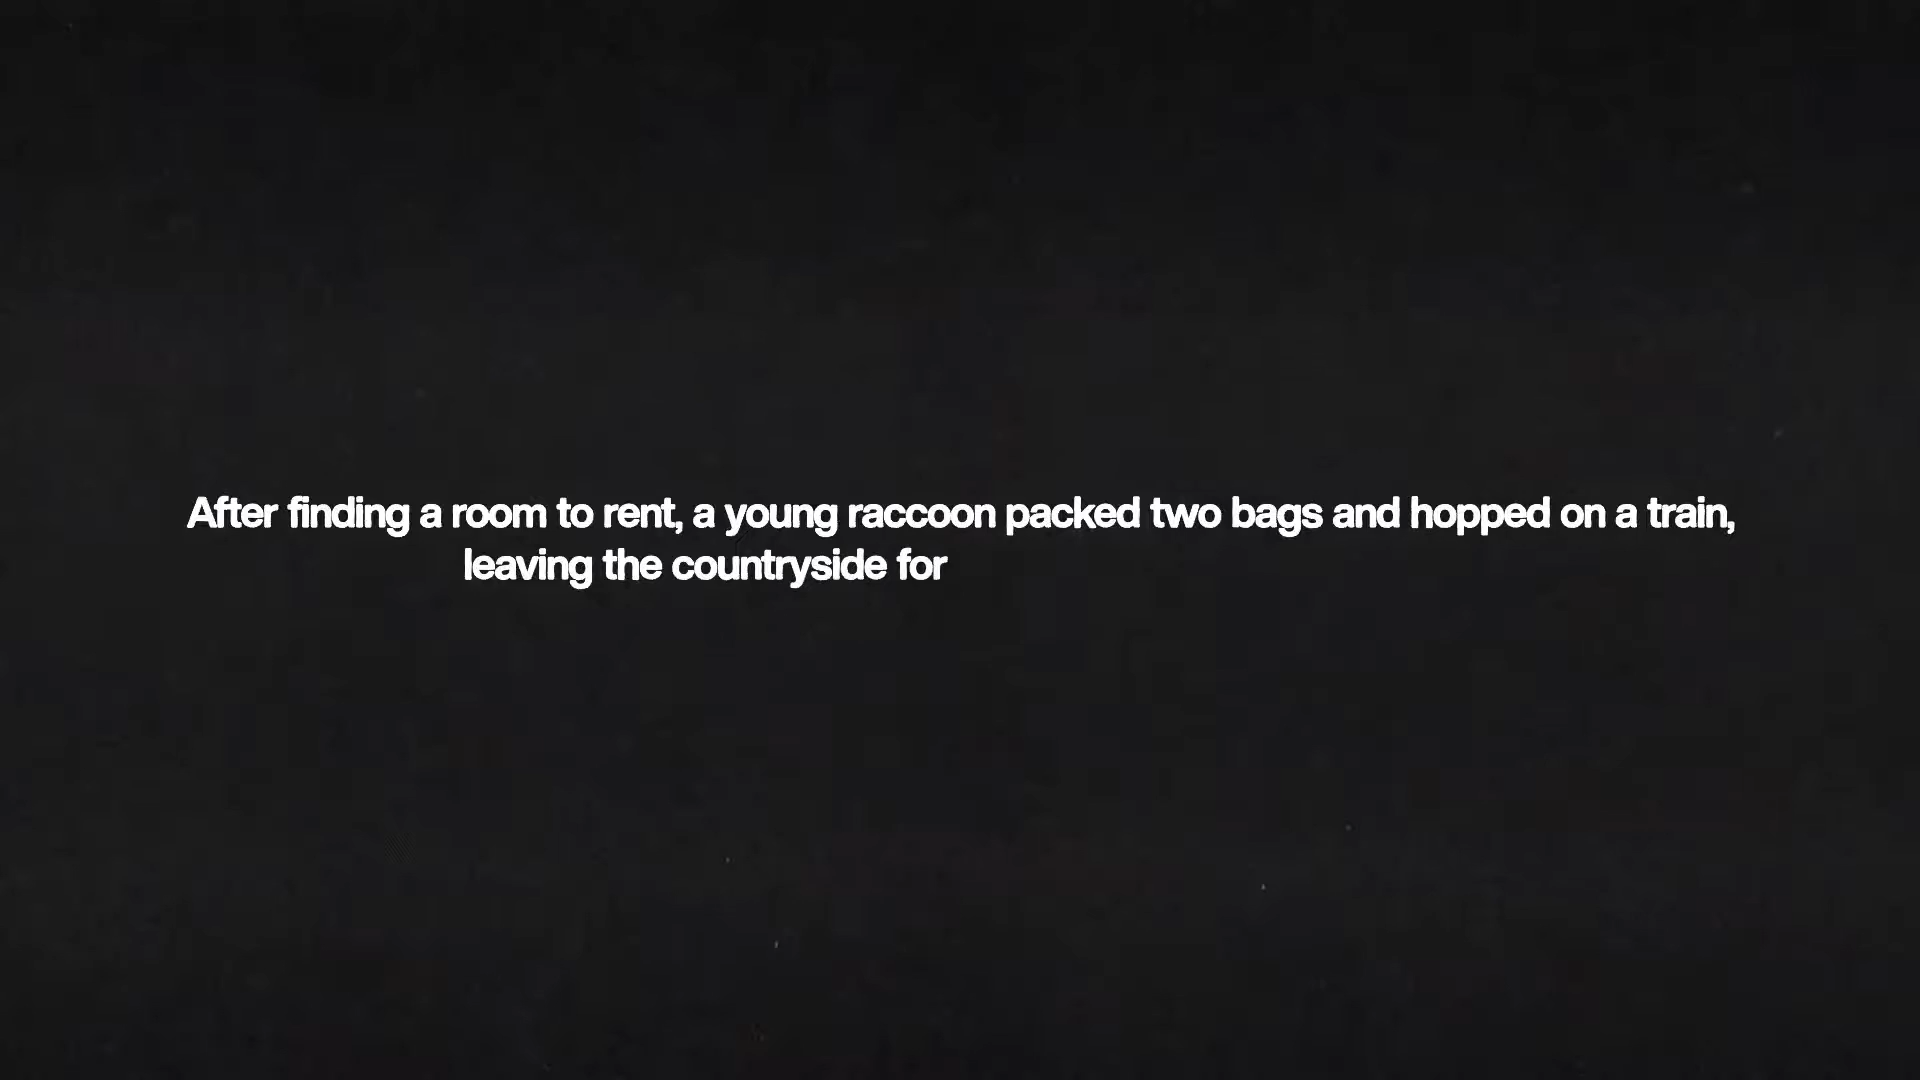 After finding a room to rent, a young raccoon packed two bags and hopped on a train,
leaving the countryside for